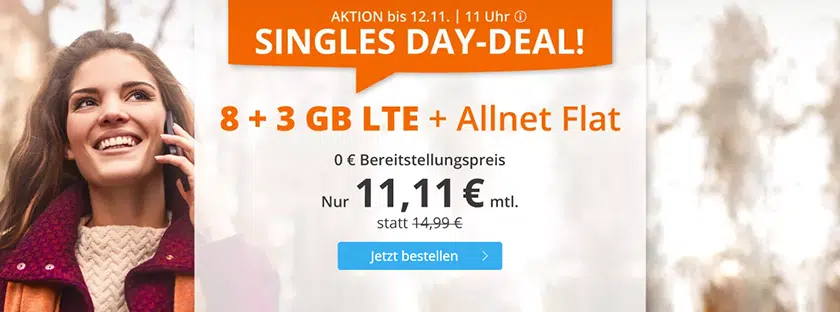 AKTION bis 12.11. | 11 Uhr ⓘ
SINGLES DAY-DEAL!
8 + 3 GB LTE + Allnet Flat
0 € Bereitstellungspreis
Nur 11,11 € mtl.
statt 14,99 €
Jetzt bestellen